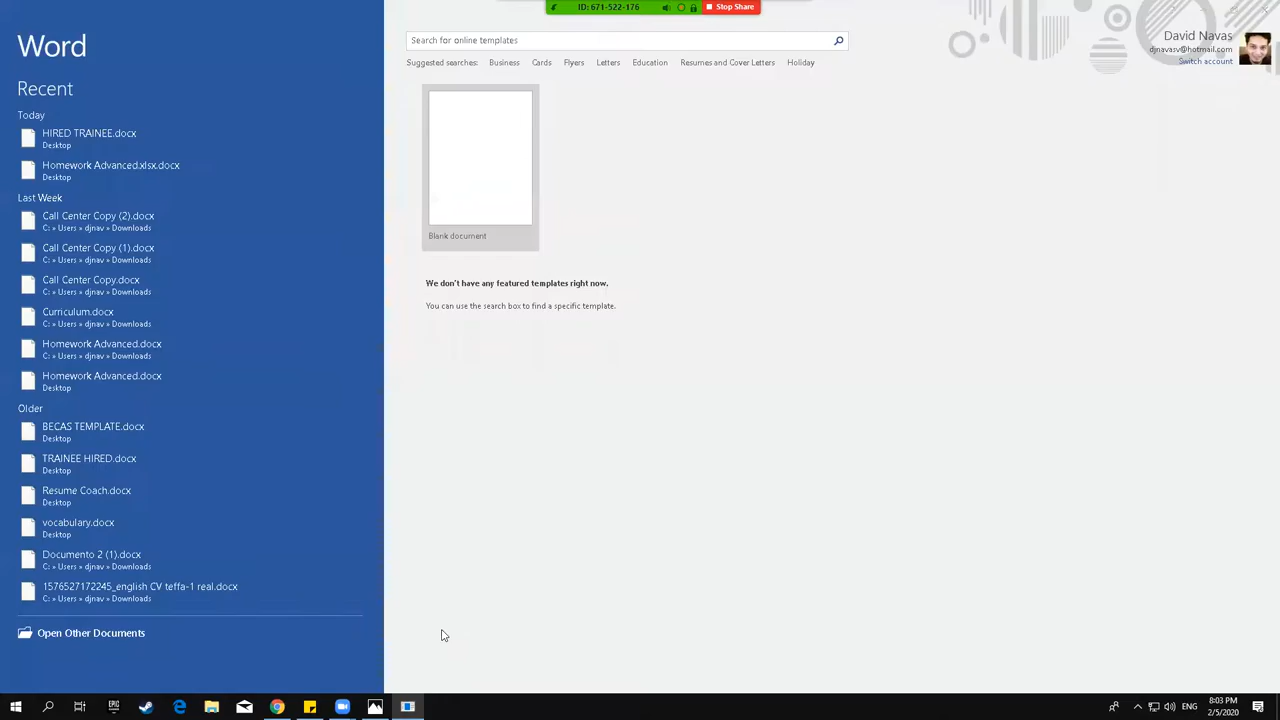 ID: 671-522-176
Stop Share
Word
Recent
Today
HIRED TRAINEE.docx
Desktop
Homework Advanced.xlsx.docx
Desktop
Last Week
Call Center Copy (2).docx
C: » Users » djnav » Downloads
Call Center Copy (1).docx
C: » Users » djnav » Downloads
Call Center Copy.docx
C: » Users » djnav » Downloads
Curriculum.docx
C: » Users » djnav » Downloads
Homework Advanced.docx
C: » Users » djnav » Downloads
Homework Advanced.docx
Desktop
Older
BECAS TEMPLATE.docx
Desktop
TRAINEE HIRED.docx
Desktop
Resume Coach.docx
Desktop
vocabulary.docx
Desktop
Documento 2 (1).docx
C: » Users » djnav » Downloads
1576527172245_english CV teffa-1 real.docx
C: » Users » djnav » Downloads
Open Other Documents
Search for online templates
Suggested searches: Business Cards Flyers Letters Education Resumes and Cover Letters Holiday
David Navas
djnavasv@hotmail.com
Switch account
Blank document
We don't have any featured templates right now.
You can use the search box to find a specific template.
EPIC
ENG
8:03 PM
2/5/2020